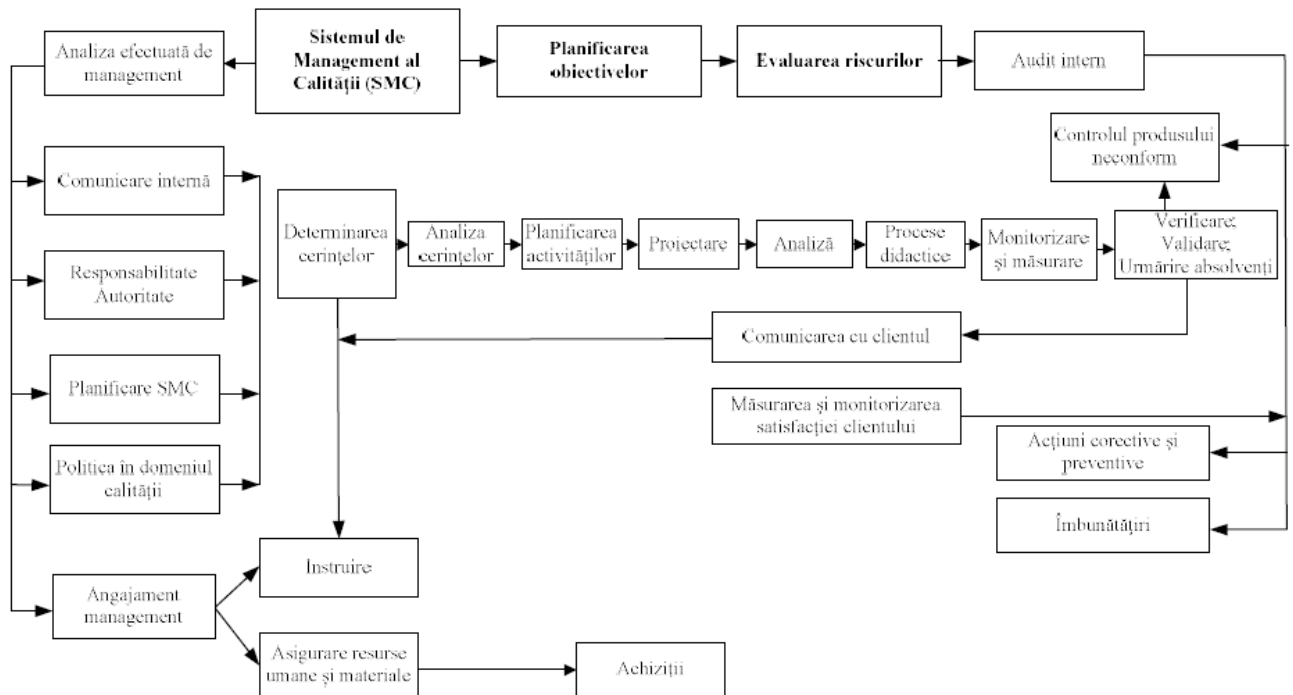 Analiza efectuată de
management
Sistemul de
Management al
Calității (SMC)
Planificarea
obiectivelor
Evaluarea riscurilor
Audit intern
Controlul produsului
neconform
Comunicare internă
Determinarea
cerințelor
Analiza
cerințelor
Planificarea
activităților
Proiectare
Analiză
Procese
didactice
Monitorizare
și măsurare
Verificare;
Validare;
Urmărire absolvenți
Responsabilitate
Autoritate
Comunicarea cu clientul
Planificare SMC
Măsurarea și monitorizarea
satisfacției clientului
Acțiuni corective și
preventive
Politica în domeniul
calității
Îmbunătățiri
Instruire
Angajament
management
Asigurare resurse
umane și materiale
Achiziții